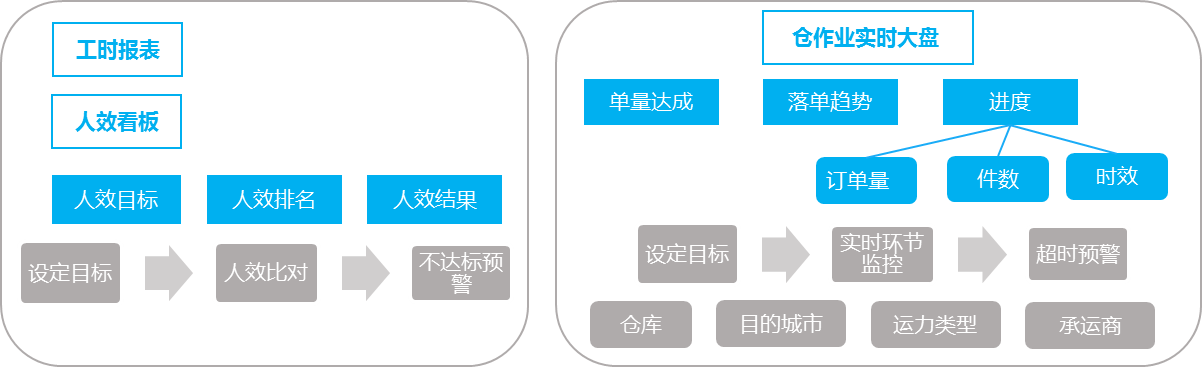 工时报表
人效看板
人效目标
人效排名
人效结果
设定目标
人效比对
不达标预
警
仓作业实时大盘
单量达成
落单趋势
进度
订单量
件数
时效
设定目标
实时环节
监控
超时预警
仓库
目的城市
运力类型
承运商